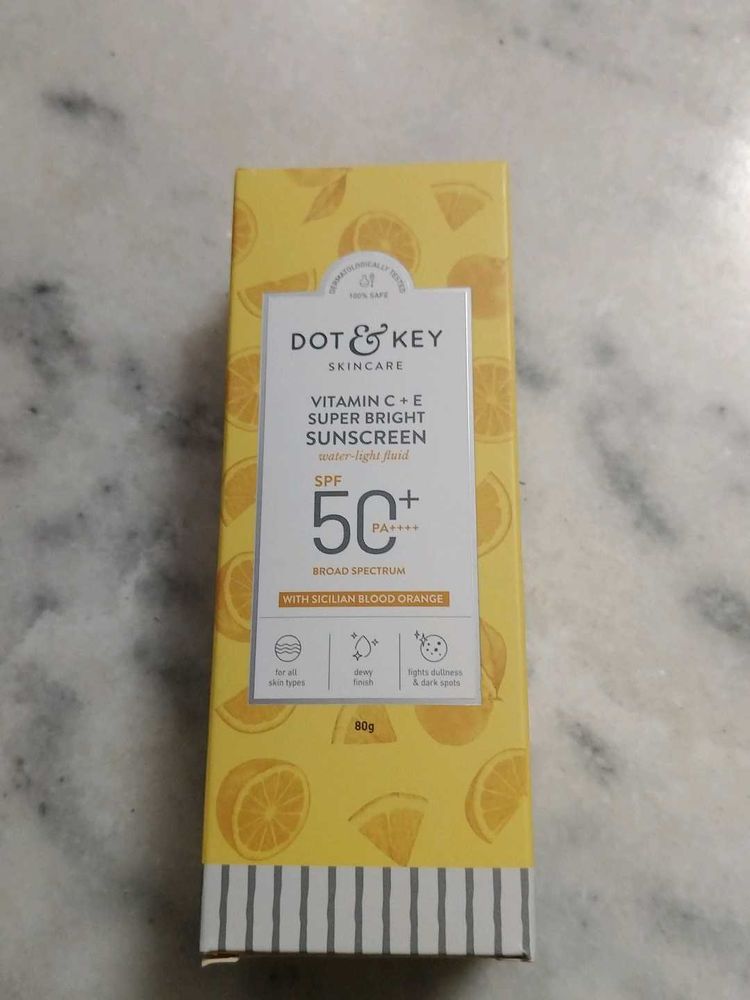 DERMATOLOGICALLY TESTED
100% SAFE
DOT & KEY
SKINCARE
VITAMIN C + E
SUPER BRIGHT
SUNSCREEN
water-light fluid
SPF
50+
PA++++
BROAD SPECTRUM
WITH SICILIAN BLOOD ORANGE
for all
skin types
dewy
finish
fights dullness
& dark spots
80g